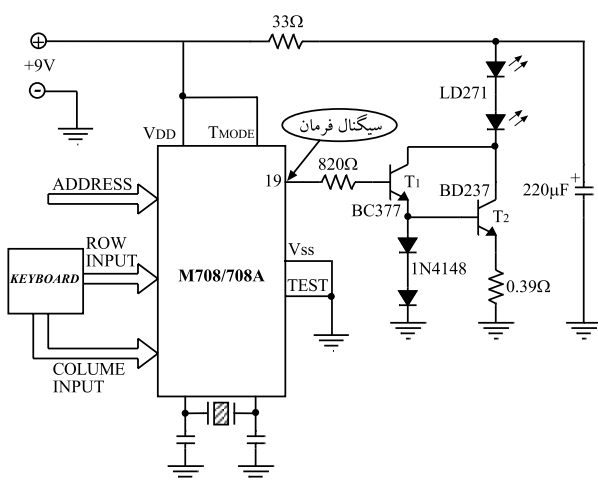 33Ω
+9V
LD271
VDD
TMODE
سیگنال فرمان
19
820Ω
T1
BC377
BD237
T2
220µF
+
ADDRESS
ROW
INPUT
KEYBOARD
M708/708A
VSS
TEST
1N4148
0.39Ω
COLUME
INPUT